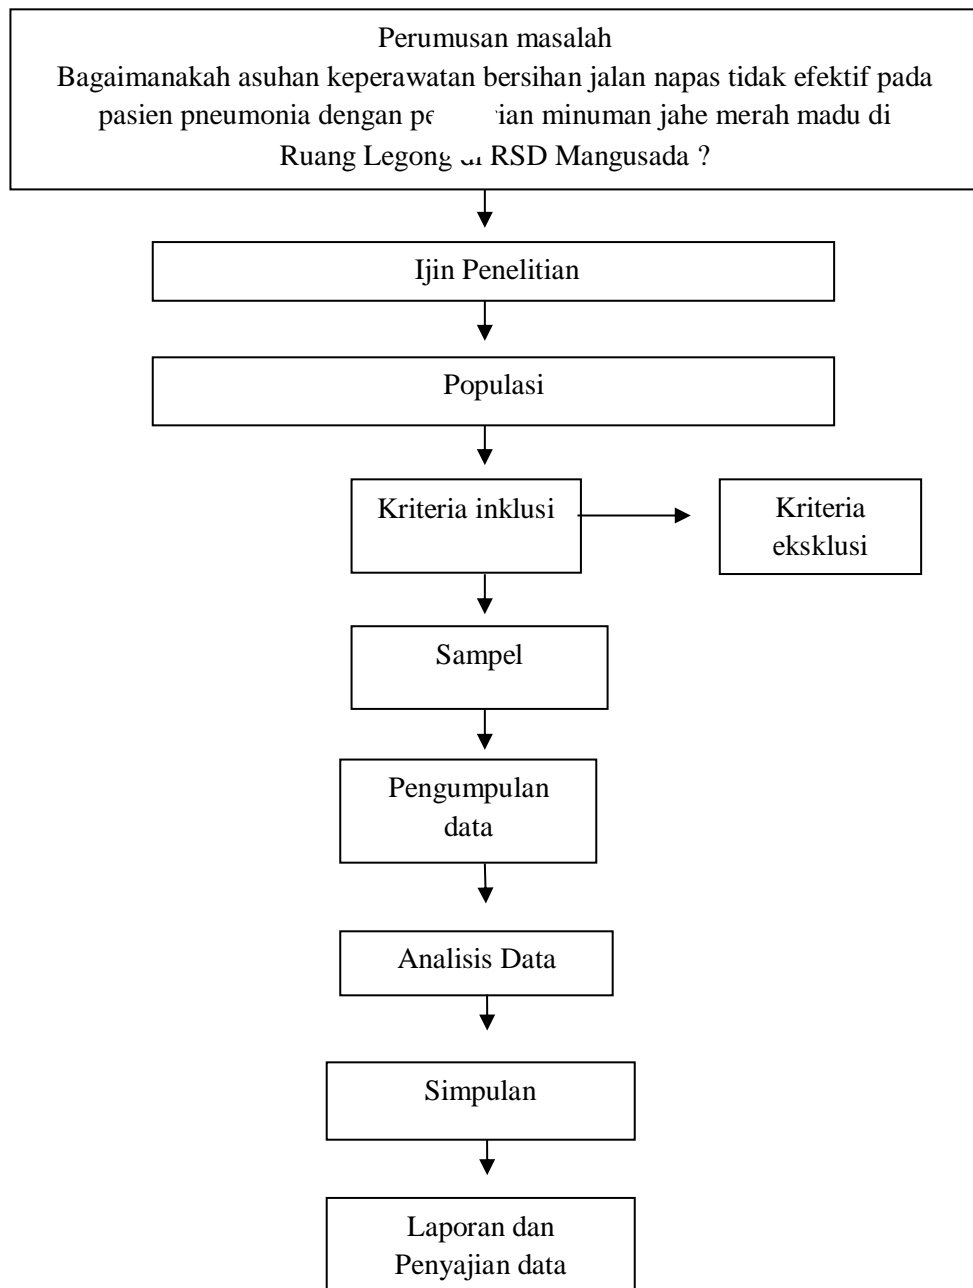 Perumusan masalah
Bagaimanakah asuhan keperawatan bersihan jalan napas tidak efektif pada
pasien pneumonia dengan minuman jahe merah madu di
Ruang Legong RSD Mangusada ?
Ijin Penelitian
Populasi
Kriteria inklusi
Kriteria
eksklusi
Sampel
Pengumpulan
data
Analisis Data
Simpulan
Laporan dan
Penyajian data